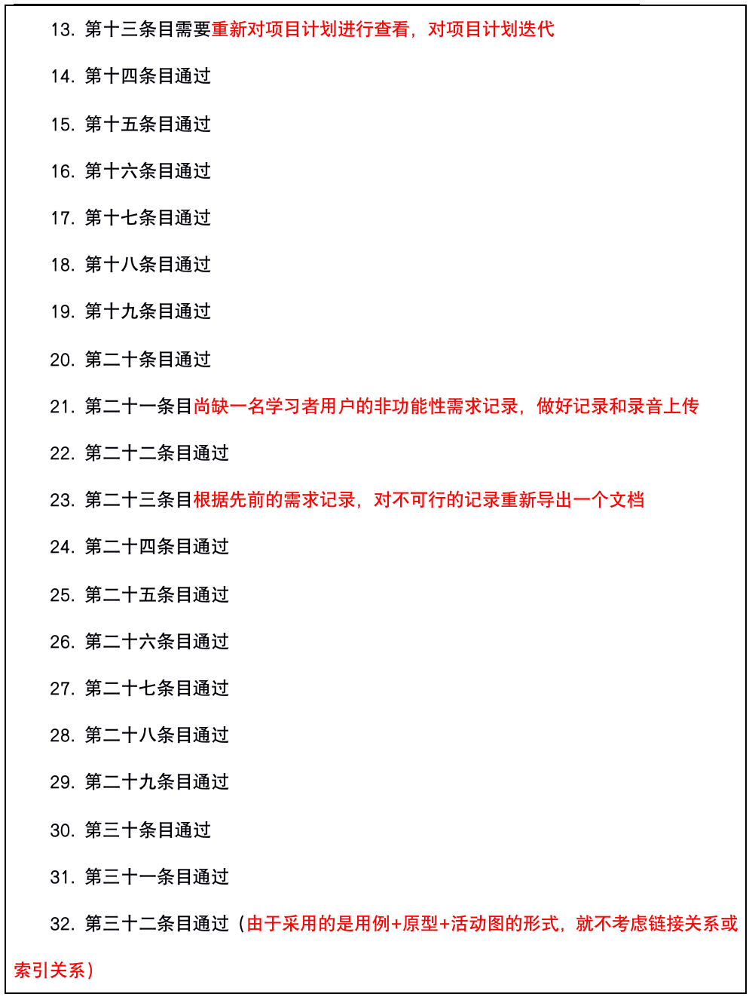 13. 第十三条目需要重新对项目计划进行查看，对项目计划迭代
14. 第十四条目通过
15. 第十五条目通过
16. 第十六条目通过
17. 第十七条目通过
18. 第十八条目通过
19. 第十九条目通过
20. 第二十条目通过
21. 第二十一条目尚缺一名学习者用户的非功能性需求记录，做好记录和录音上传
22. 第二十二条目通过
23. 第二十三条目根据先前的需求记录，对不可行的记录重新导出一个文档
24. 第二十四条目通过
25. 第二十五条目通过
26. 第二十六条目通过
27. 第二十七条目通过
28. 第二十八条目通过
29. 第二十九条目通过
30. 第三十条目通过
31. 第三十一条目通过
32. 第三十二条目通过（由于采用的是用例+原型+活动图的形式，就不考虑链接关系或
索引关系）